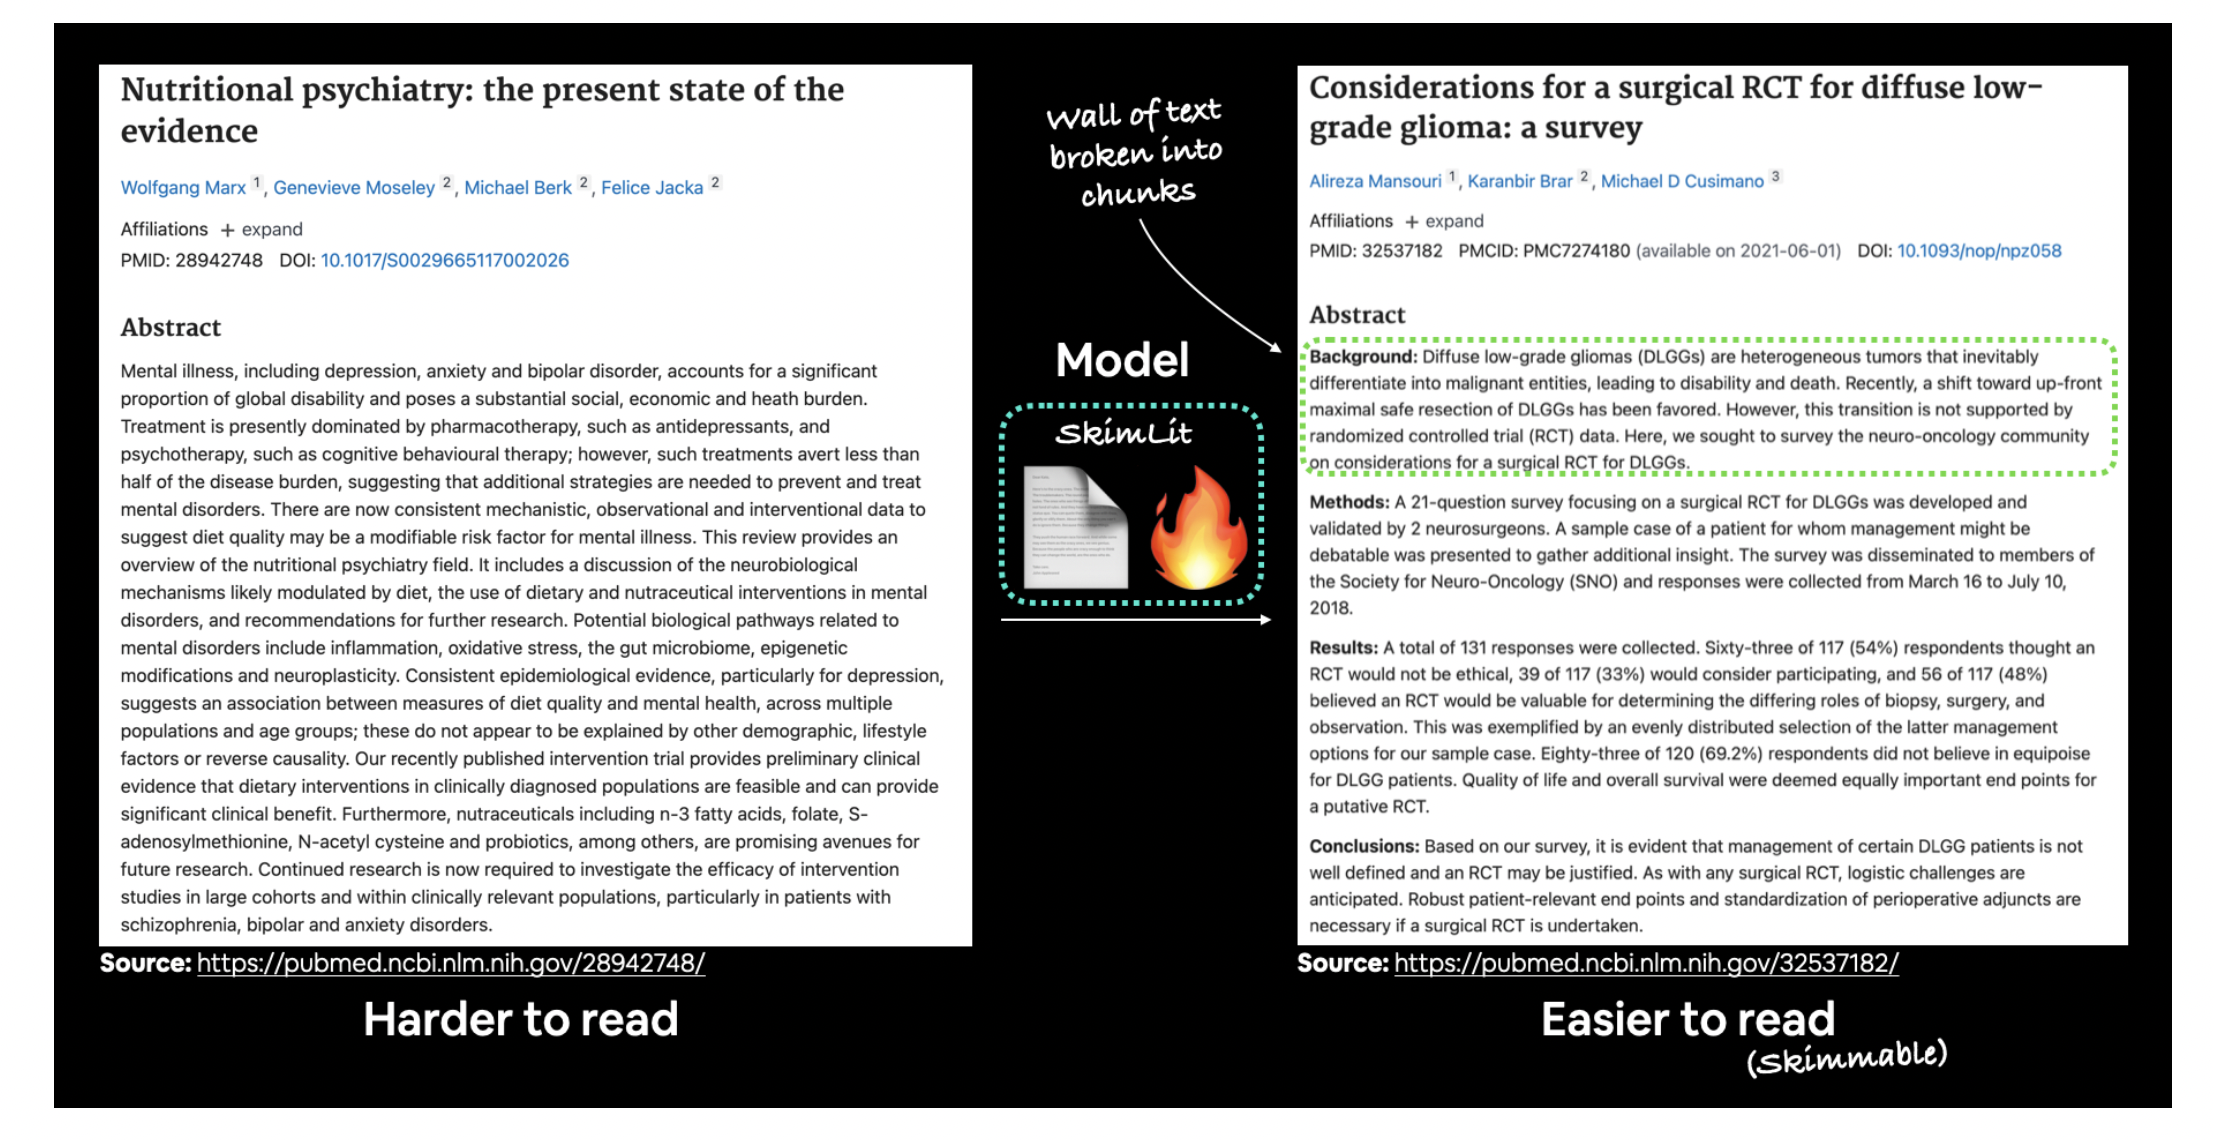 Nutritional psychiatry: the present state of the
evidence
Wolfgang Marx 1, Genevieve Moseley 2, Michael Berk 2, Felice Jacka 2
Affiliations + expand
PMID: 28942748 DOI: 10.1017/S0029665117002026
Abstract
Mental illness, including depression, anxiety and bipolar disorder, accounts for a significant
proportion of global disability and poses a substantial social, economic and heath burden.
Treatment is presently dominated by pharmacotherapy, such as antidepressants, and
psychotherapy, such as cognitive behavioural therapy; however, such treatments avert less than
half of the disease burden, suggesting that additional strategies are needed to prevent and treat
mental disorders. There are now consistent mechanistic, observational and interventional data to
suggest diet quality may be a modifiable risk factor for mental illness. This review provides an
overview of the nutritional psychiatry field. It includes a discussion of the neurobiological
mechanisms likely modulated by diet, the use of dietary and nutraceutical interventions in mental
disorders, and recommendations for further research. Potential biological pathways related to
mental disorders include inflammation, oxidative stress, the gut microbiome, epigenetic
modifications and neuroplasticity. Consistent epidemiological evidence, particularly for depression,
suggests an association between measures of diet quality and mental health, across multiple
populations and age groups; these do not appear to be explained by other demographic, lifestyle
factors or reverse causality. Our recently published intervention trial provides preliminary clinical
evidence that dietary interventions in clinically diagnosed populations are feasible and can provide
significant clinical benefit. Furthermore, nutraceuticals including n-3 fatty acids, folate, S-
adenosylmethionine, N-acetyl cysteine and probiotics, among others, are promising avenues for
future research. Continued research is now required to investigate the efficacy of intervention
studies in large cohorts and within clinically relevant populations, particularly in patients with
schizophrenia, bipolar and anxiety disorders.
Source: https://pubmed.ncbi.nlm.nih.gov/28942748/
Harder to read
Wall of text
broken into
chunks
Model
SkimLit
Considerations for a surgical RCT for diffuse low-
grade glioma: a survey
Alireza Mansouri 1, Karanbir Brar 2, Michael D Cusimano 3
Affiliations + expand
PMID: 32537182 PMCID: PMC7274180 (available on 2021-06-01) DOI: 10.1093/nop/npz058
Abstract
Background: Diffuse low-grade gliomas (DLGGs) are heterogeneous tumors that inevitably
differentiate into malignant entities, leading to disability and death. Recently, a shift toward up-front
maximal safe resection of DLGGs has been favored. However, this transition is not supported by
randomized controlled trial (RCT) data. Here, we sought to survey the neuro-oncology community
on considerations for a surgical RCT for DLGGs.
Methods: A 21-question survey focusing on a surgical RCT for DLGGs was developed and
validated by 2 neurosurgeons. A sample case of a patient for whom management might be
debatable was presented to gather additional insight. The survey was disseminated to members of
the Society for Neuro-Oncology (SNO) and responses were collected from March 16 to July 10,
2018.
Results: A total of 131 responses were collected. Sixty-three of 117 (54%) respondents thought an
RCT would not be ethical, 39 of 117 (33%) would consider participating, and 56 of 117 (48%)
believed an RCT would be valuable for determining the differing roles of biopsy, surgery, and
observation. This was exemplified by an evenly distributed selection of the latter management
options for our sample case. Eighty-three of 120 (69.2%) respondents did not believe in equipoise
for DLGG patients. Quality of life and overall survival were deemed equally important end points for
a putative RCT.
Conclusions: Based on our survey, it is evident that management of certain DLGG patients is not
well defined and an RCT may be justified. As with any surgical RCT, logistic challenges are
anticipated. Robust patient-relevant end points and standardization of perioperative adjuncts are
necessary if a surgical RCT is undertaken.
Source: https://pubmed.ncbi.nlm.nih.gov/32537182/
Easier to read
(Skimmable)